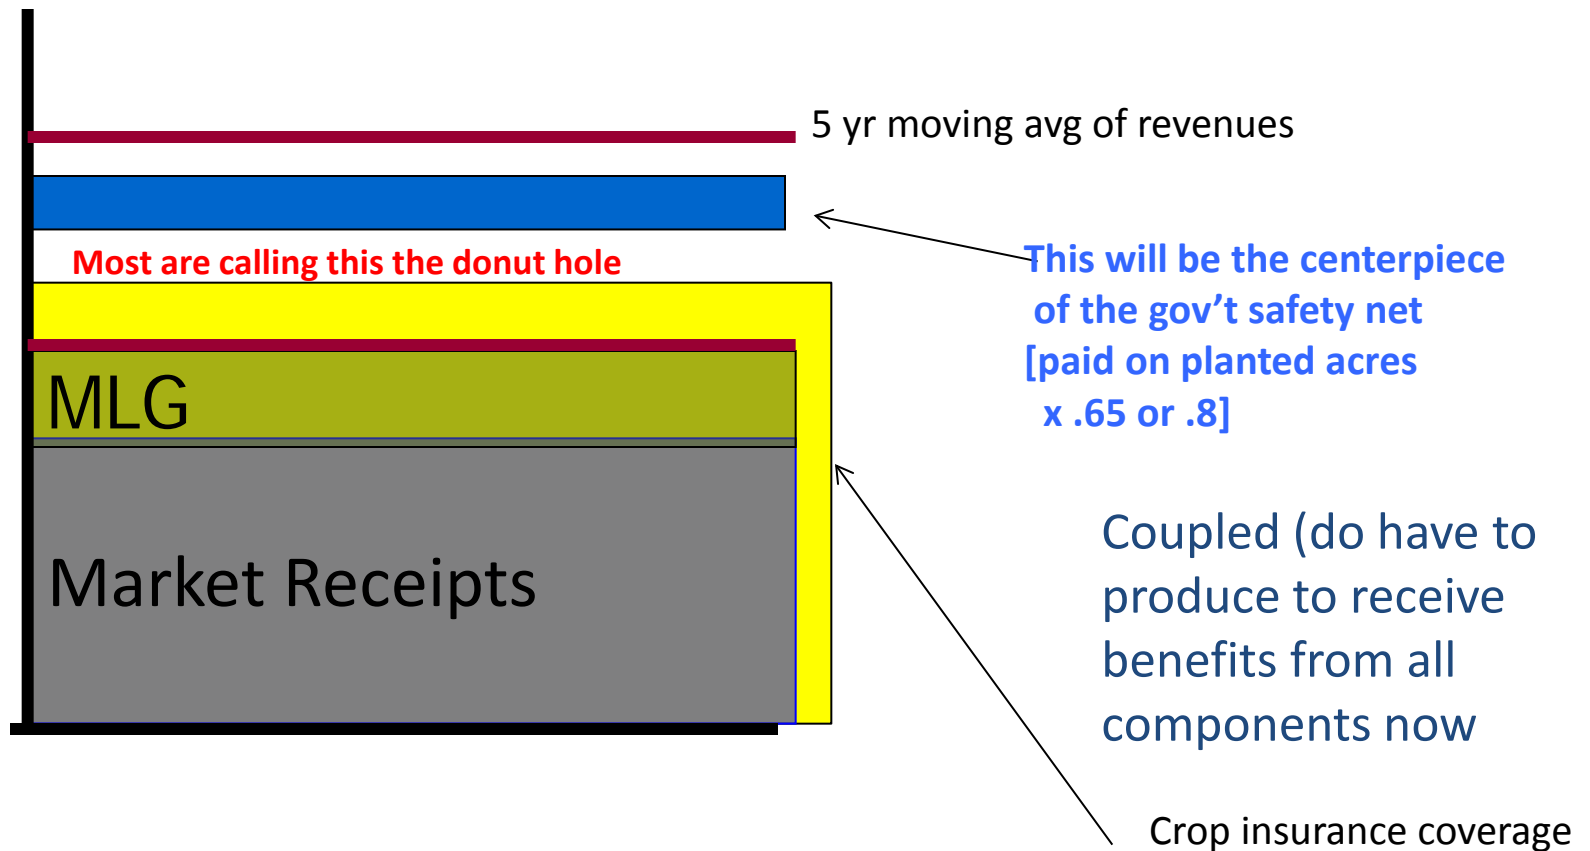 5 yr moving avg of revenues
Most are calling this the donut hole
This will be the centerpiece
of the gov’t safety net
[paid on planted acres
x .65 or .8]
MLG
Market Receipts
Coupled (do have to
produce to receive
benefits from all
components now
Crop insurance coverage